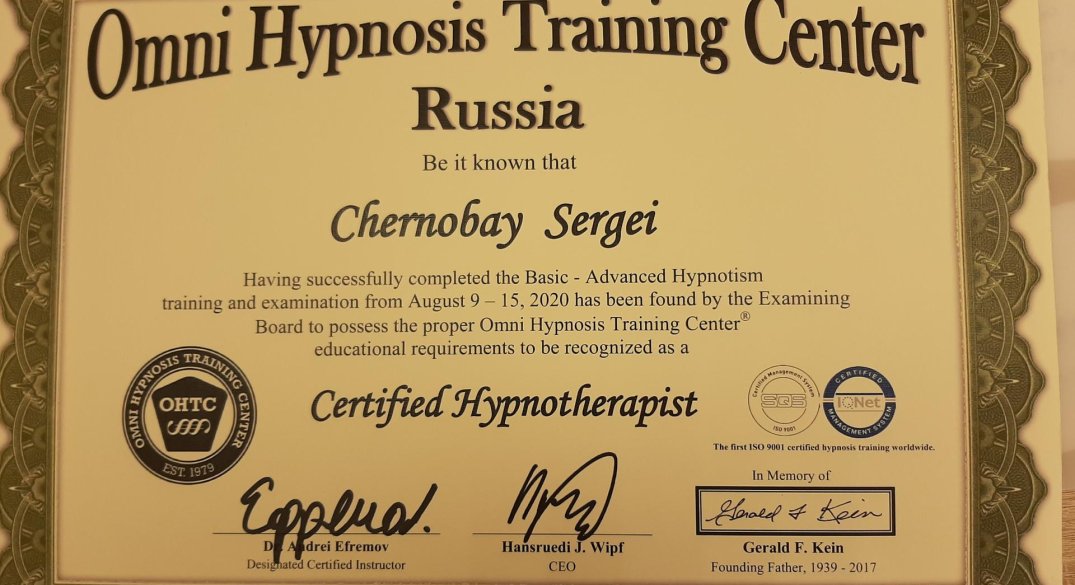 Omni Hypnosis Training Center
Russia
Be it known that
Chernobay Sergei
Having successfully completed the Basic - Advanced Hypnotism
training and examination from August 9 – 15, 2020 has been found by the Examining
Board to possess the proper Omni Hypnosis Training Center®
educational requirements to be recognized as a
Certified Hypnotherapist
OMNI HYPNOSIS TRAINING CENTER
OHTC
EST. 1979
Certified Management System
SQS
ISO 9001
CERTIFIED
IQNet
MANAGEMENT SYSTEM
The first ISO 9001 certified hypnosis training worldwide.
In Memory of
Gerald F Kein
Dr. Andrei Efremov
Designated Certified Instructor
Hansruedi J. Wipf
CEO
Gerald F. Kein
Founding Father, 1939 - 2017